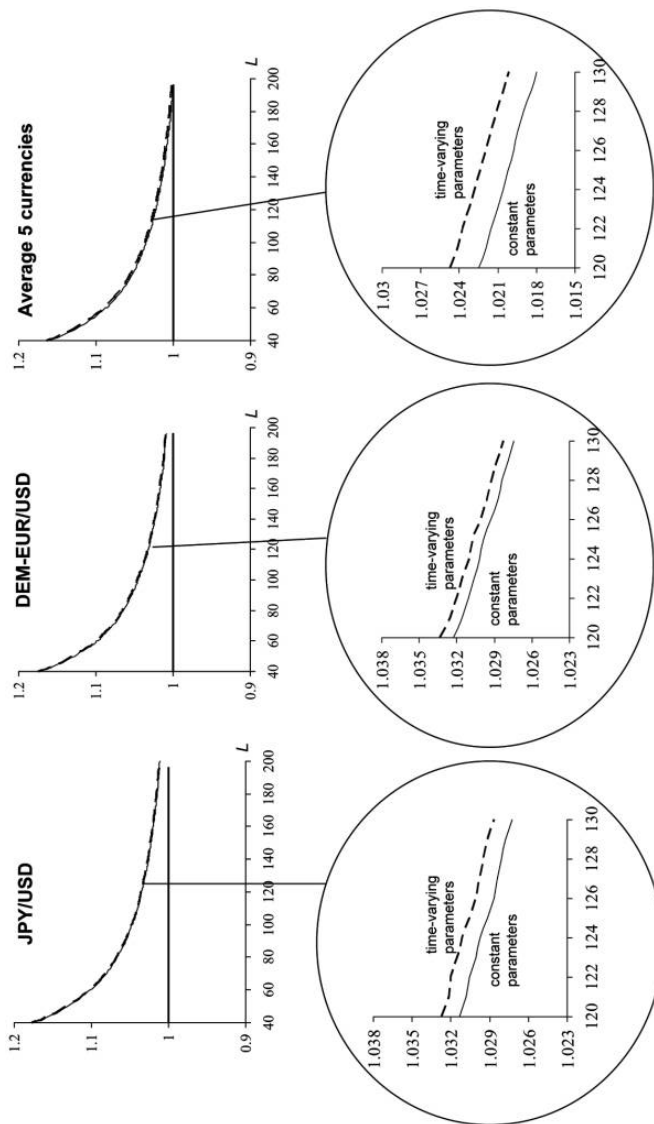 JPY/USD
1.2
1.1
1
0.9
40 60 80 100 120 140 160 180 200
L
DEM-EUR/USD
1.2
1.1
1
0.9
40 60 80 100 120 140 160 180 200
L
Average 5 currencies
1.2
1.1
1
0.9
40 60 80 100 120 140 160 180 200
L
1.038
1.035
1.032
1.029
1.026
1.023
time-varying
parameters
constant
parameters
120 122 124 126 128 130
1.038
1.035
1.032
1.029
1.026
1.023
time-varying
parameters
constant
parameters
120 122 124 126 128 130
1.03
1.027
1.024
1.021
1.018
1.015
time-varying
parameters
constant
parameters
120 122 124 126 128 130